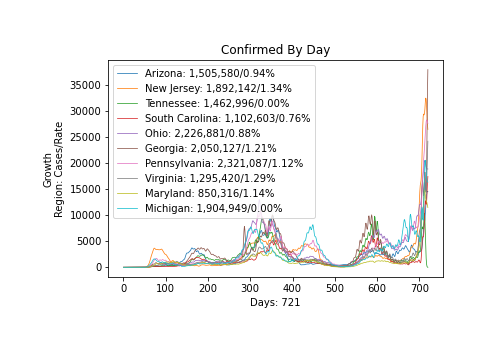 Confirmed By Day
Growth
Region: Cases/Rate
35000
30000
25000
20000
15000
10000
5000
0
Arizona: 1,505,580/0.94%
New Jersey: 1,892,142/1.34%
Tennessee: 1,462,996/0.00%
South Carolina: 1,102,603/0.76%
Ohio: 2,226,881/0.88%
Georgia: 2,050,127/1.21%
Pennsylvania: 2,321,087/1.12%
Virginia: 1,295,420/1.29%
Maryland: 850,316/1.14%
Michigan: 1,904,949/0.00%
0 100 200 300 400 500 600 700
Days: 721